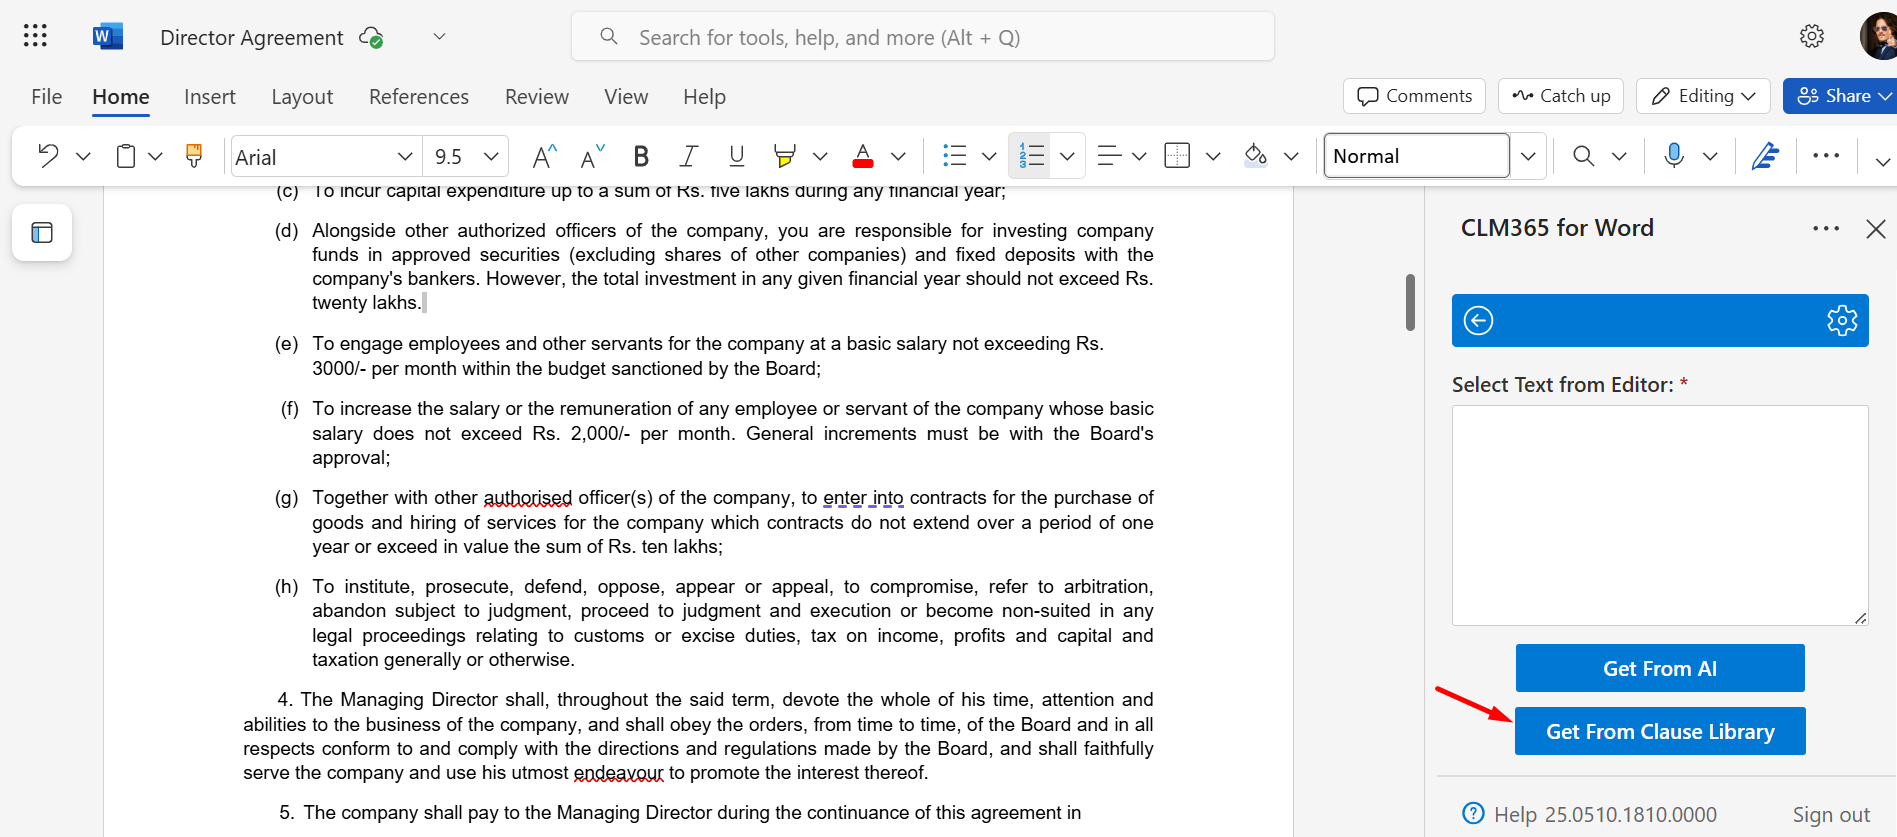 Director Agreement
Search for tools, help, and more (Alt + Q)
File Home Insert Layout References Review View Help
Comments Catch up Editing Share
Arial 9.5 Normal
(c) To incur capital expenditure up to a sum of Rs. five lakhs during any financial year;
(d) Alongside other authorized officers of the company, you are responsible for investing company
funds in approved securities (excluding shares of other companies) and fixed deposits with the
company's bankers. However, the total investment in any given financial year should not exceed Rs.
twenty lakhs.
(e) To engage employees and other servants for the company at a basic salary not exceeding Rs.
3000/- per month within the budget sanctioned by the Board;
(f) To increase the salary or the remuneration of any employee or servant of the company whose basic
salary does not exceed Rs. 2,000/- per month. General increments must be with the Board's
approval;
(g) Together with other authorised officer(s) of the company, to enter into contracts for the purchase of
goods and hiring of services for the company which contracts do not extend over a period of one
year or exceed in value the sum of Rs. ten lakhs;
(h) To institute, prosecute, defend, oppose, appear or appeal, to compromise, refer to arbitration,
abandon subject to judgment, proceed to judgment and execution or become non-suited in any
legal proceedings relating to customs or excise duties, tax on income, profits and capital and
taxation generally or otherwise.
4. The Managing Director shall, throughout the said term, devote the whole of his time, attention and
abilities to the business of the company, and shall obey the orders, from time to time, of the Board and in all
respects conform to and comply with the directions and regulations made by the Board, and shall faithfully
serve the company and use his utmost endeavour to promote the interest thereof.
5. The company shall pay to the Managing Director during the continuance of this agreement in
CLM365 for Word
Select Text from Editor: *
Get From AI
Get From Clause Library
Help 25.0510.1810.0000 Sign out